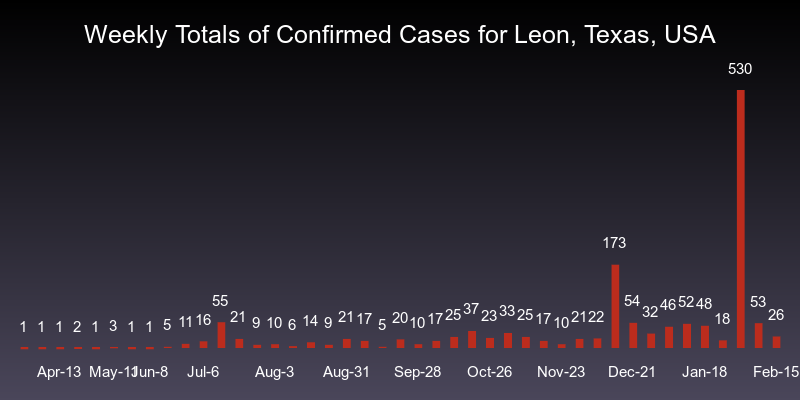 Weekly Totals of Confirmed Cases for Leon, Texas, USA
530
173
55 54 32 46 52 48 53
1 1 1 2 1 3 1 1 5 11 16 21 9 10 6 14 9 21 17 5 20 10 17 25 37 23 33 25 17 10 21 22 18 26
Apr-13 May-11 Jun-8 Jul-6 Aug-3 Aug-31 Sep-28 Oct-26 Nov-23 Dec-21 Jan-18 Feb-15